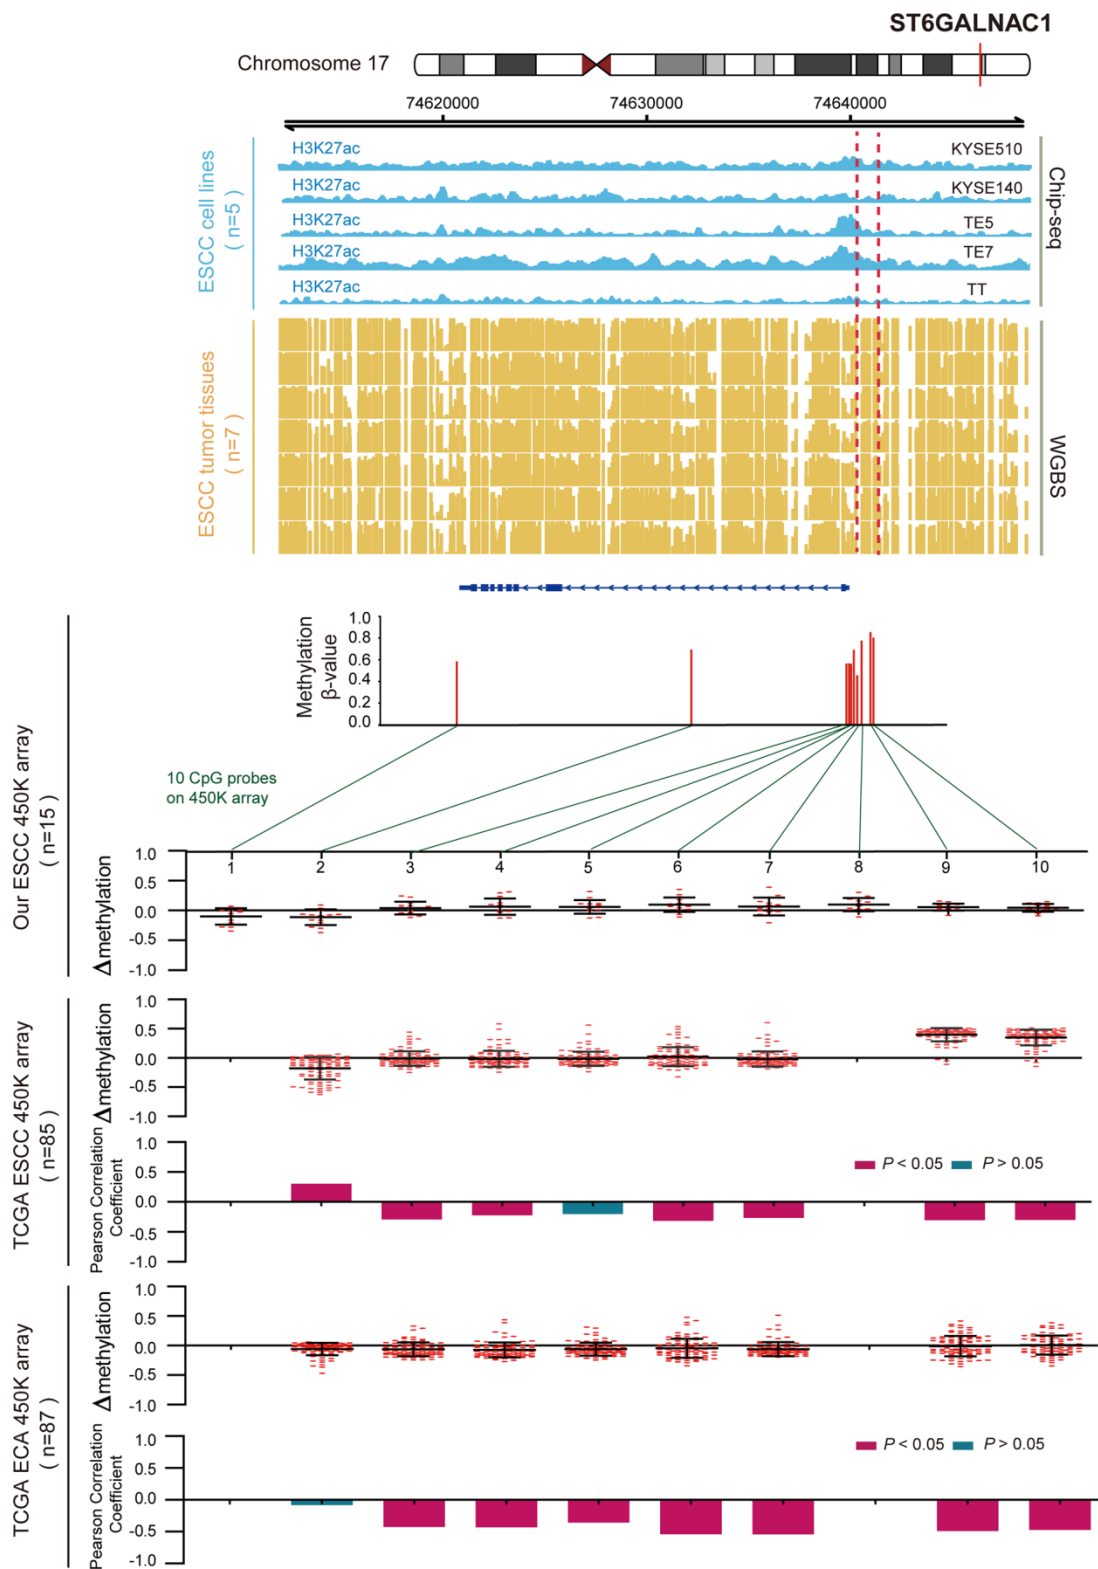 ST6GALNAC1
Chromosome 17
74620000 74630000 74640000
ESCC cell lines
( n=5 )
H3K27ac KYSE510
H3K27ac KYSE140
H3K27ac TE5
H3K27ac TE7
H3K27ac TT
Chip-seq
ESCC tumor tissues
( n=7 )
WGBS
Methylation
β-value
1.0
0.8
0.6
0.4
0.2
0.0
10 CpG probes
on 450K array
Our ESCC 450K array
( n=15 )
Δmethylation
1.0
0.5
0.0
-0.5
-1.0
1 2 3 4 5 6 7 8 9 10
TCGA ESCC 450K array
( n=85 )
Δmethylation
1.0
0.5
0.0
-0.5
-1.0
Pearson Correlation
Coefficient
1.0
0.5
0.0
-0.5
-1.0
P < 0.05 P > 0.05
TCGA ECA 450K array
( n=87 )
Δmethylation
1.0
0.5
0.0
-0.5
-1.0
Pearson Correlation
Coefficient
1.0
0.5
0.0
-0.5
-1.0
P < 0.05 P > 0.05